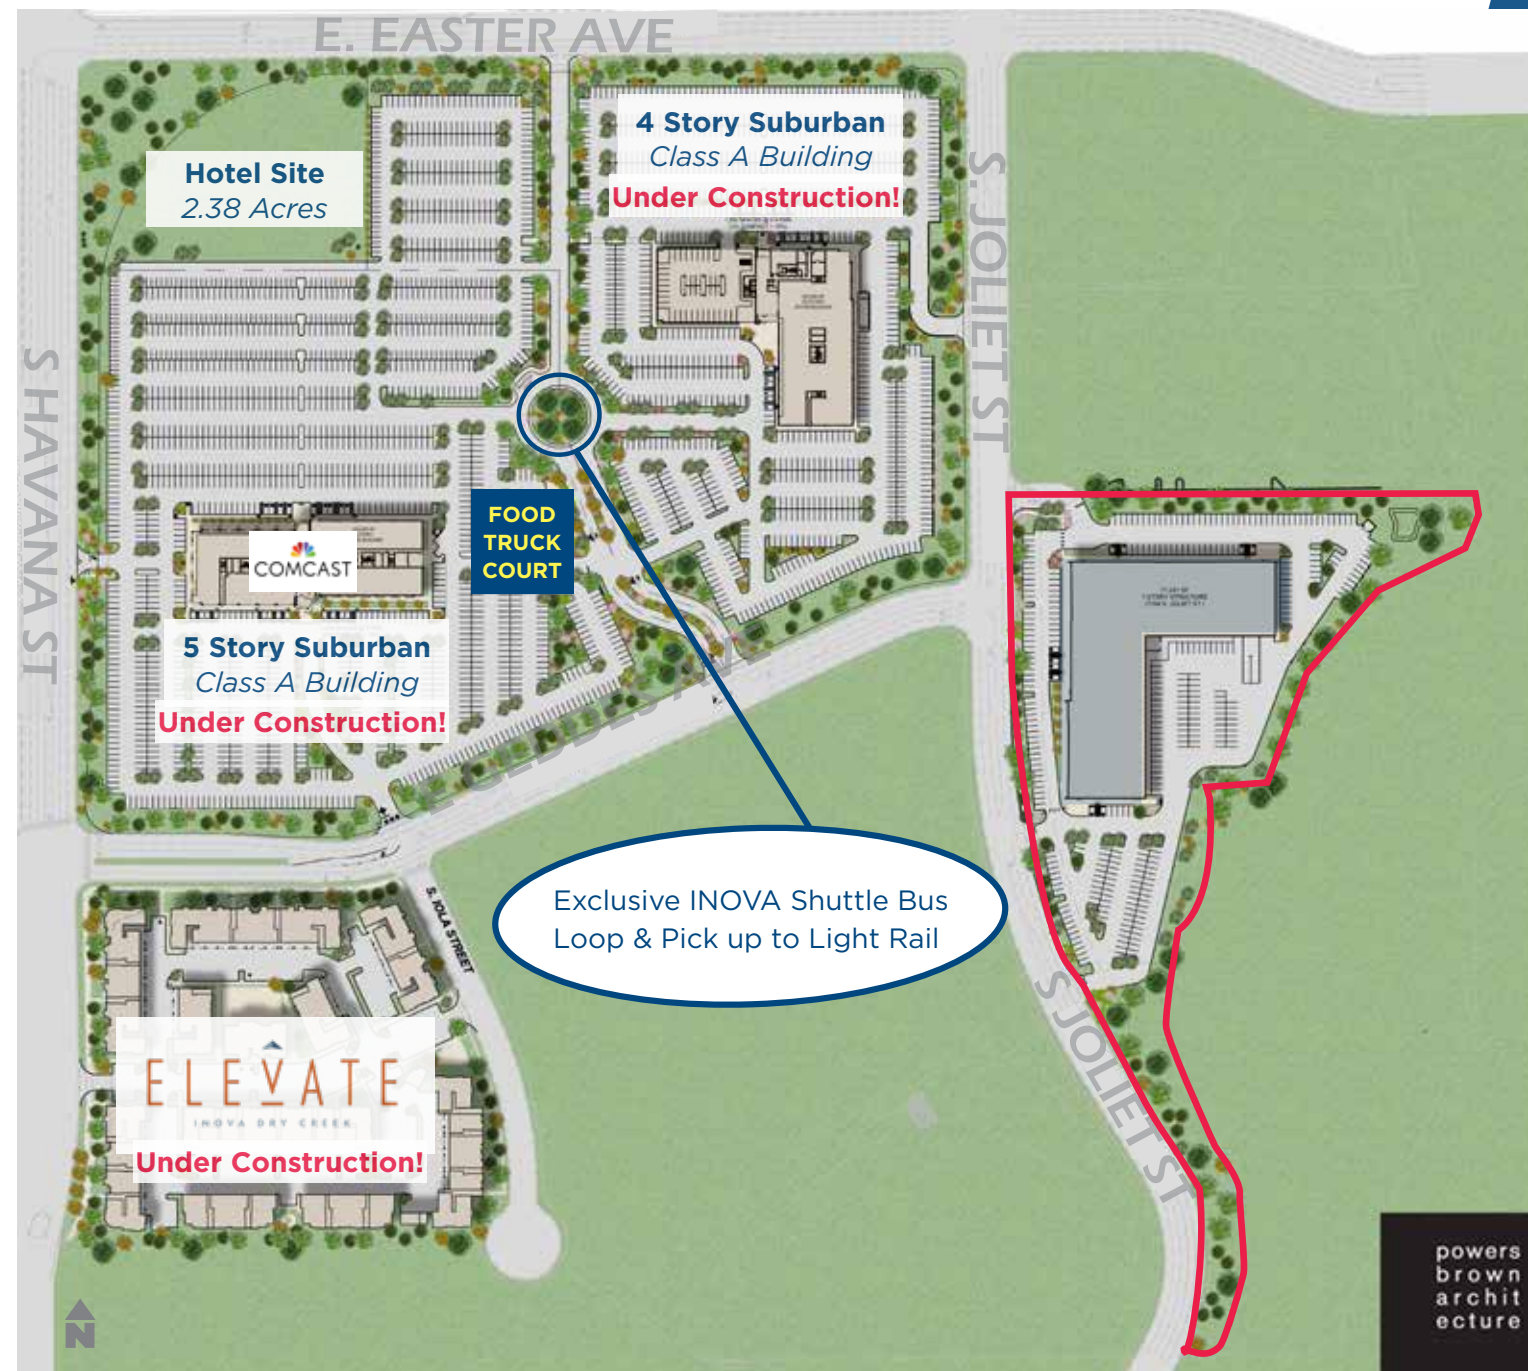 E. EASTER AVE
4 Story Suburban
Class A Building
Under Construction!
Hotel Site
2.38 Acres
S. JOLIET ST
S HAVANA ST
FOOD
TRUCK
COURT
COMCAST
5 Story Suburban
Class A Building
Under Construction!
E GEDDES AVE
Exclusive INOVA Shuttle Bus
Loop & Pick up to Light Rail
S. IOLA STREET
S JOLIET ST
ELEVATE
INOVA DRY CREEK
Under Construction!
N
powers
brown
archit
ecture